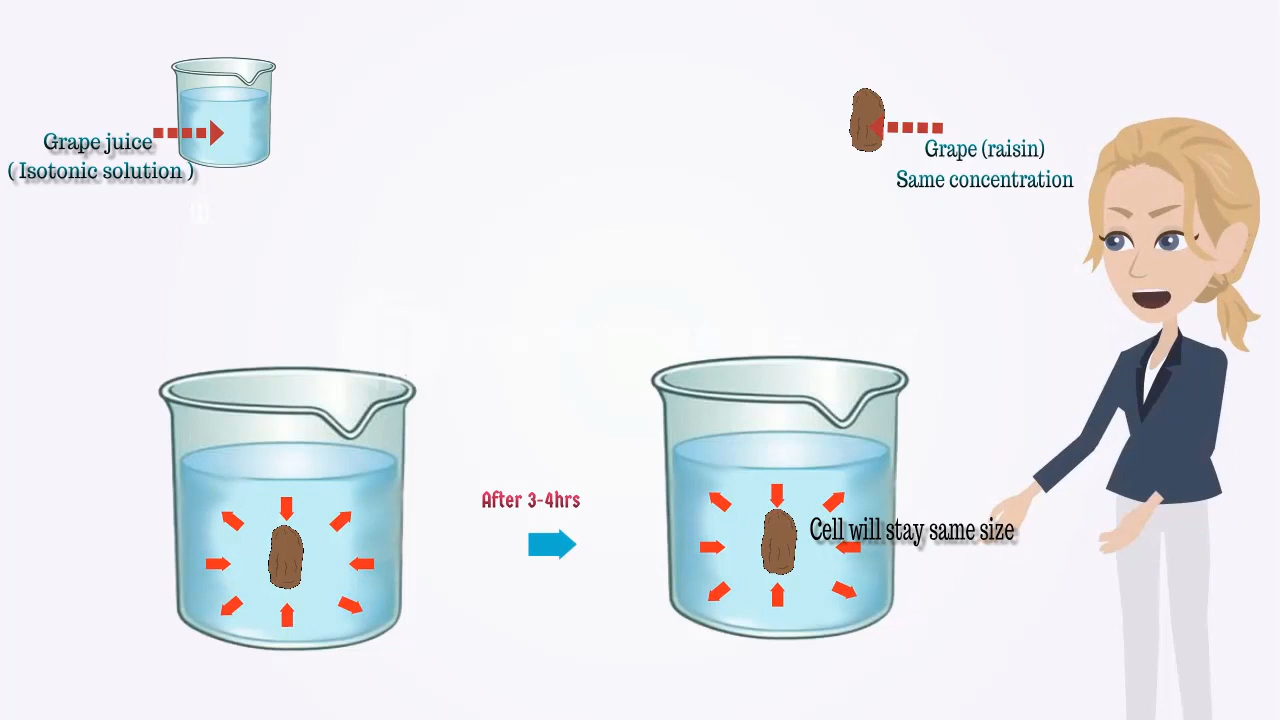 Grape juice
( Isotonic solution )
Grape (raisin)
Same concentration
After 3-4hrs
Cell will stay same size